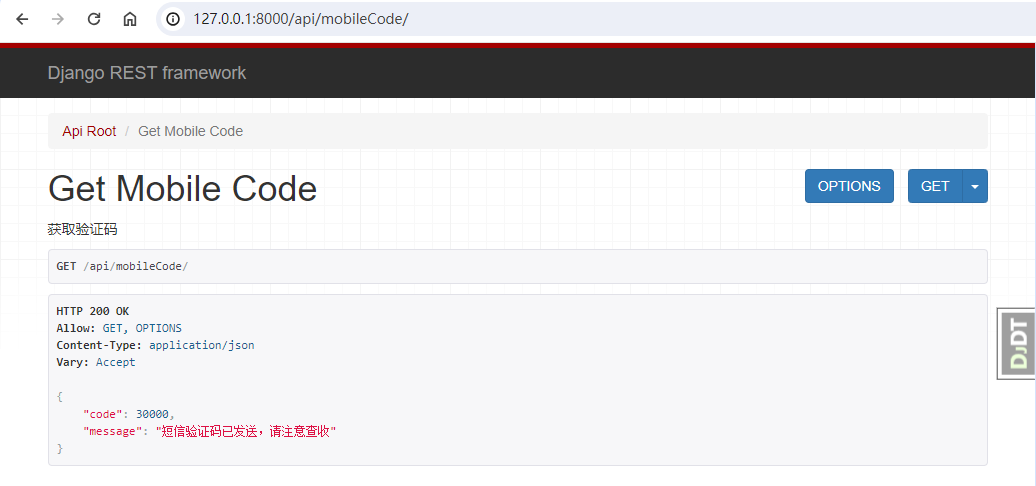 127.0.0.1:8000/api/mobileCode/
Django REST framework
Api Root / Get Mobile Code
Get Mobile Code
OPTIONS
GET
获取验证码
GET /api/mobileCode/
HTTP 200 OK
Allow: GET, OPTIONS
Content-Type: application/json
Vary: Accept
{
"code": 30000,
"message": "短信验证码已发送，请注意查收"
}
DJDT